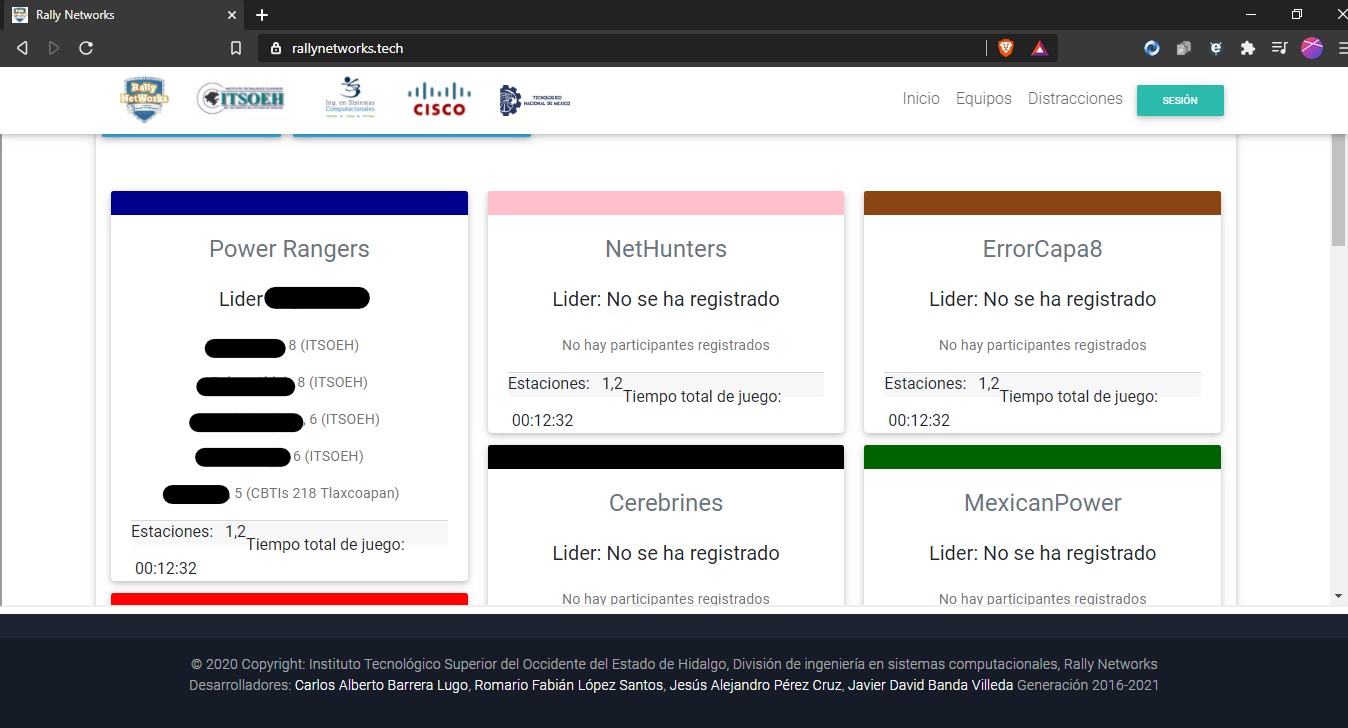 Rally Networks
rallynetworks.tech
Rally
NetWorks
ITSOEH
Ing. en Sistemas
Computacionales
CISCO
TECNOLÓGICO
NACIONAL DE MÉXICO
Inicio Equipos Distracciones SESIÓN
Power Rangers
Lider
8 (ITSOEH)
8 (ITSOEH)
, 6 (ITSOEH)
6 (ITSOEH)
, 5 (CBTIs 218 Tlaxcoapan)
Estaciones: 1,2
Tiempo total de juego:
00:12:32
NetHunters
Lider: No se ha registrado
No hay participantes registrados
Estaciones: 1,2
Tiempo total de juego:
00:12:32
ErrorCapa8
Lider: No se ha registrado
No hay participantes registrados
Estaciones: 1,2
Tiempo total de juego:
00:12:32
Cerebrines
Lider: No se ha registrado
No hay participantes registrados
MexicanPower
Lider: No se ha registrado
No hay participantes registrados
© 2020 Copyright: Instituto Tecnológico Superior del Occidente del Estado de Hidalgo, División de ingeniería en sistemas computacionales, Rally Networks
Desarrolladores: Carlos Alberto Barrera Lugo, Romario Fabián López Santos, Jesús Alejandro Pérez Cruz, Javier David Banda Villeda Generación 2016-2021